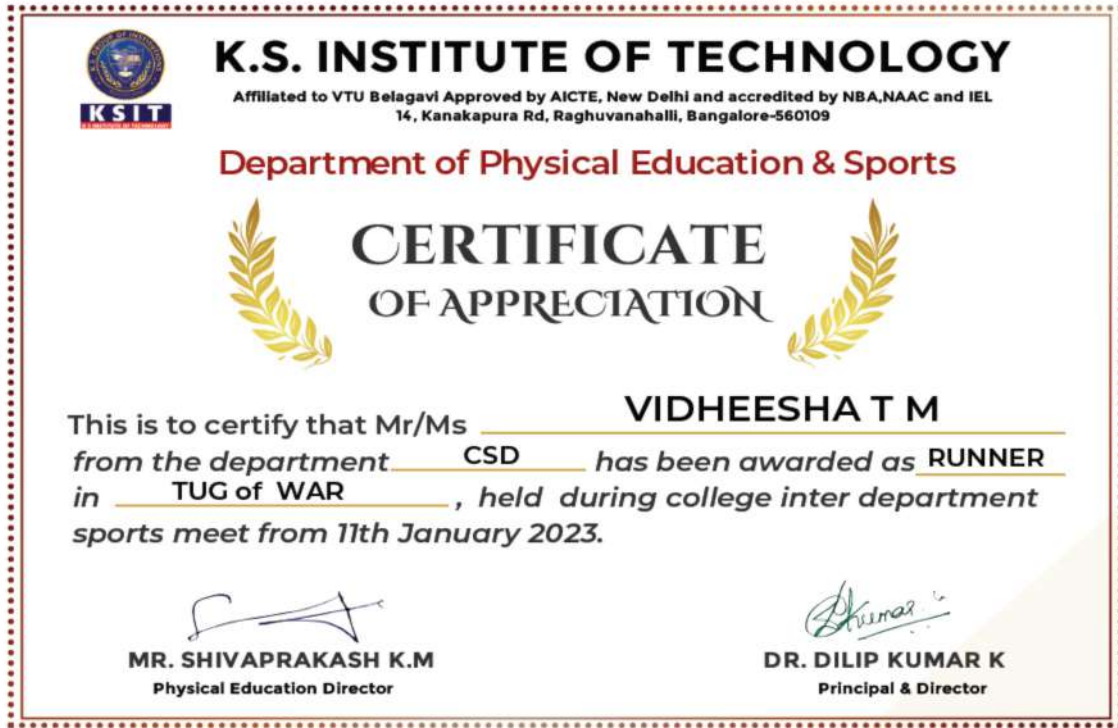 K.S. INSTITUTE OF TECHNOLOGY
Affiliated to VTU Belagavi Approved by AICTE, New Delhi and accredited by NBA,NAAC and IEL
14, Kanakapura Rd, Raghuvanahalli, Bangalore-560109
KSIT
Department of Physical Education & Sports
CERTIFICATE
OF APPRECIATION
This is to certify that Mr/Ms VIDHEESHA T M
from the department CSD has been awarded as RUNNER
in TUG of WAR , held during college inter department
sports meet from 11th January 2023.
MR. SHIVAPRAKASH K.M
Physical Education Director
DR. DILIP KUMAR K
Principal & Director